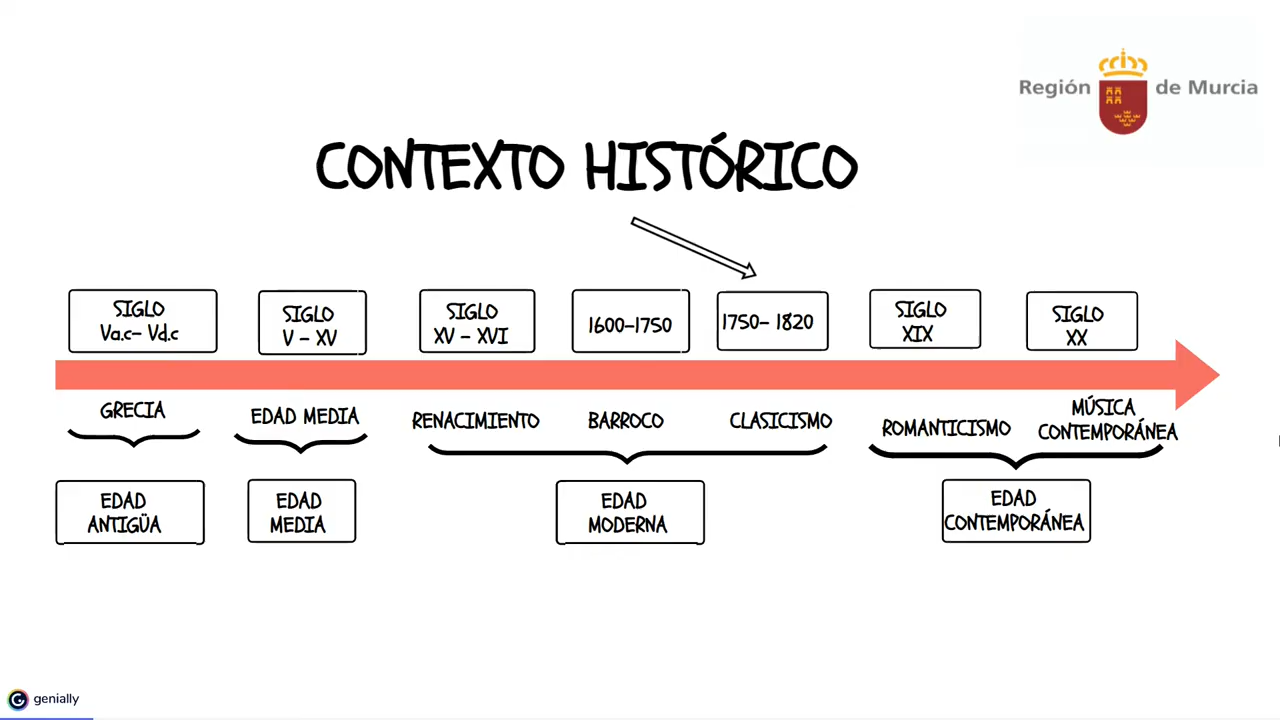 Región de Murcia
CONTEXTO HISTÓRICO
SIGLO
Va.c- Vd.c
SIGLO
V - XV
SIGLO
XV - XVI
1600-1750
1750- 1820
SIGLO
XIX
SIGLO
XX
GRECIA
EDAD MEDIA
RENACIMIENTO
BARROCO
CLASICISMO
ROMANTICISMO
MÚSICA
CONTEMPORÁNEA
EDAD
ANTIGÜA
EDAD
MEDIA
EDAD
MODERNA
EDAD
CONTEMPORÁNEA
genially